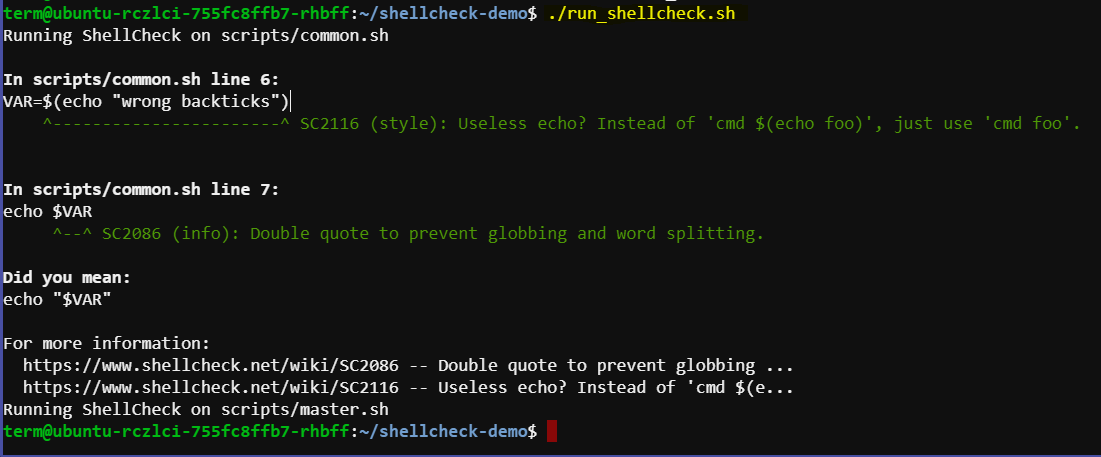 term@ubuntu-rczlci-755fc8ffb7-rhbff:~/shellcheck-demo$ ./run_shellcheck.sh
Running ShellCheck on scripts/common.sh

In scripts/common.sh line 6:
VAR=$(echo "wrong backticks")
    ^-----------------------^ SC2116 (style): Useless echo? Instead of 'cmd $(echo foo)', just use 'cmd foo'.

In scripts/common.sh line 7:
echo $VAR
     ^--^ SC2086 (info): Double quote to prevent globbing and word splitting.

Did you mean:
echo "$VAR"

For more information:
  https://www.shellcheck.net/wiki/SC2086 -- Double quote to prevent globbing ...
  https://www.shellcheck.net/wiki/SC2116 -- Useless echo? Instead of 'cmd $(e...
Running ShellCheck on scripts/master.sh
term@ubuntu-rczlci-755fc8ffb7-rhbff:~/shellcheck-demo$